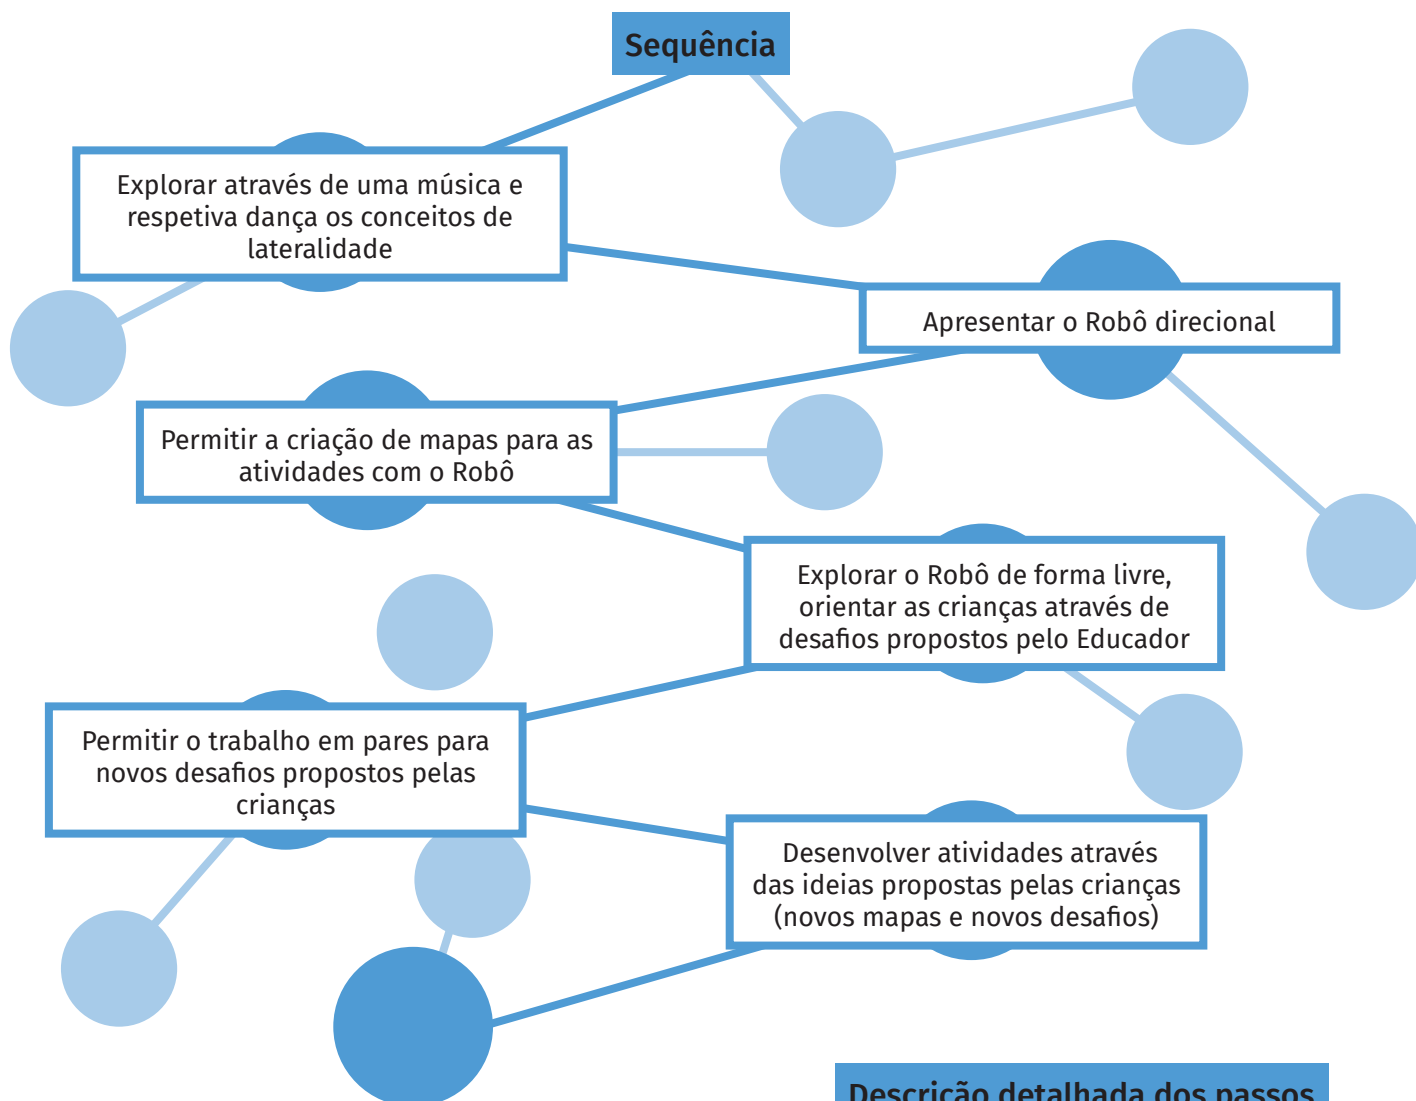 Sequência
Explorar através de uma música e
respetiva dança os conceitos de
lateralidade
Apresentar o Robô direcional
Permitir a criação de mapas para as
atividades com o Robô
Explorar o Robô de forma livre,
orientar as crianças através de
desafios propostos pelo Educador
Permitir o trabalho em pares para
novos desafios propostos pelas
crianças
Desenvolver atividades através
das ideias propostas pelas crianças
(novos mapas e novos desafios)
Descrição detalhada dos passos